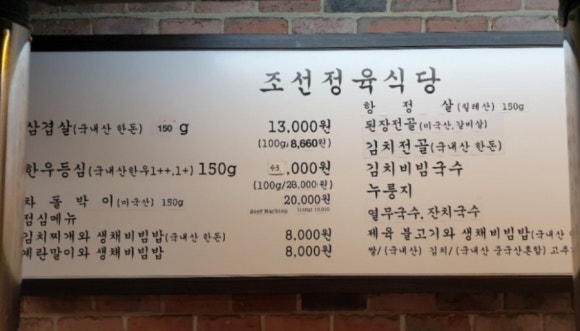 조선정육식당
삼겹살(국내산 한돈) 150g 13,000원
(100g/8,660원)
한우등심(국내산한우1++,1+) 150g 43,000원
(100g/28,000원)
차돌박이(미국산) 150g 20,000원
점심메뉴
김치찌개와 생채비빔밥(국내산 한돈) 8,000원
계란말이와 생채비빔밥 8,000원
항정살(칠레산) 150g
된장전골(미국산,갈비살)
김치전골(국내산 한돈)
김치비빔국수
누룽지
열무국수, 잔치국수
제육 불고기와 생채비빔밥(국내산
쌀/(국내산) 김치/(국내산 중국산혼합) 고추